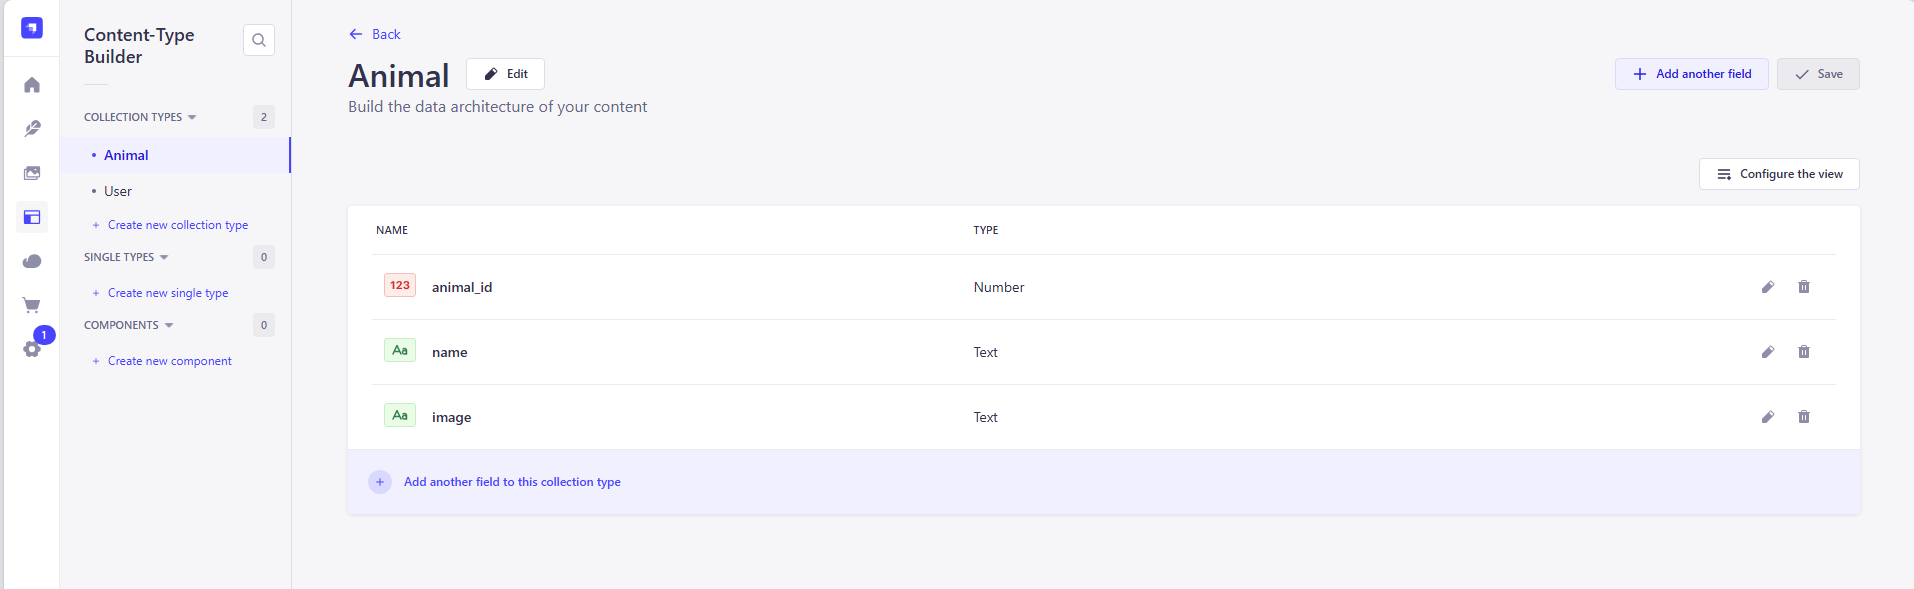 Content-Type
Builder
COLLECTION TYPES
2
Animal
User
+ Create new collection type
SINGLE TYPES
0
+ Create new single type
COMPONENTS
0
+ Create new component
1
Back
Animal
Edit
Build the data architecture of your content
+ Add another field
Save
Configure the view
NAME TYPE
123 animal_id Number
Aa name Text
Aa image Text
+ Add another field to this collection type